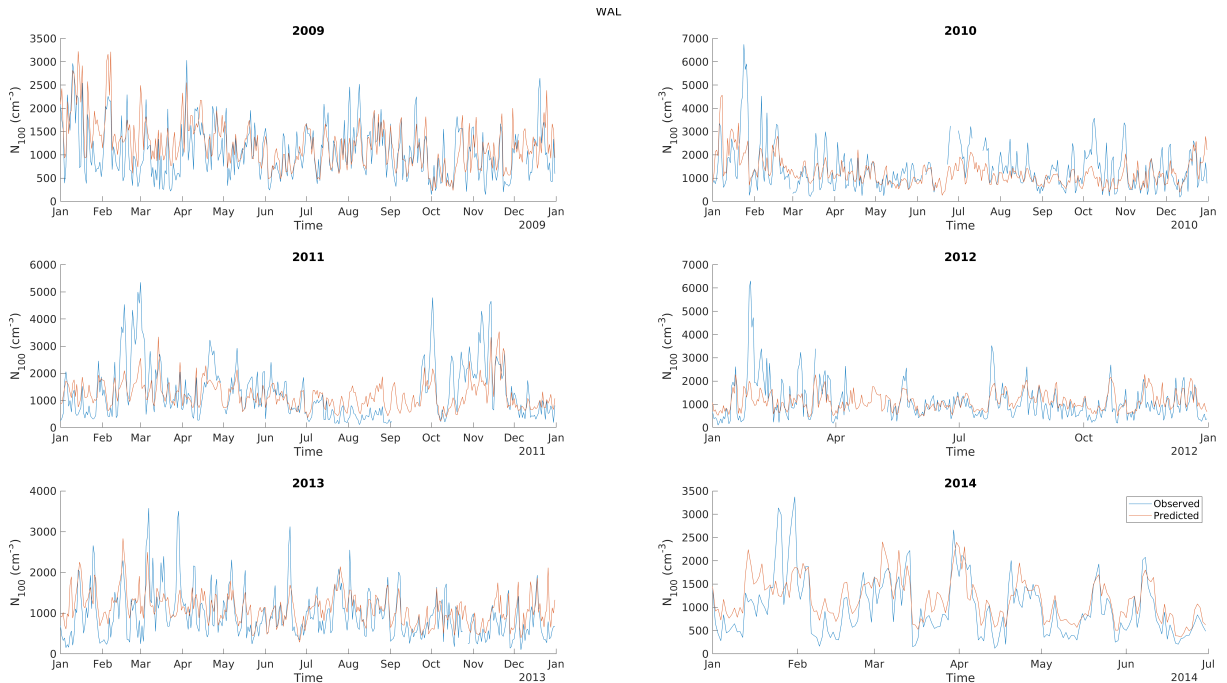 WAL
2009
N100 (cm-3)
3500
3000
2500
2000
1500
1000
500
0
Jan Feb Mar Apr May Jun Jul Aug Sep Oct Nov Dec Jan
Time 2009
2010
N100 (cm-3)
7000
6000
5000
4000
3000
2000
1000
0
Jan Feb Mar Apr May Jun Jul Aug Sep Oct Nov Dec Jan
Time 2010
2011
N100 (cm-3)
6000
5000
4000
3000
2000
1000
0
Jan Feb Mar Apr May Jun Jul Aug Sep Oct Nov Dec Jan
Time 2011
2012
N100 (cm-3)
7000
6000
5000
4000
3000
2000
1000
0
Jan Apr Jul Oct Jan
Time 2012
2013
N100 (cm-3)
4000
3000
2000
1000
0
Jan Feb Mar Apr May Jun Jul Aug Sep Oct Nov Dec Jan
Time 2013
2014
N100 (cm-3)
3500
3000
2500
2000
1500
1000
500
0
Observed
Predicted
Jan Feb Mar Apr May Jun Jul
Time 2014